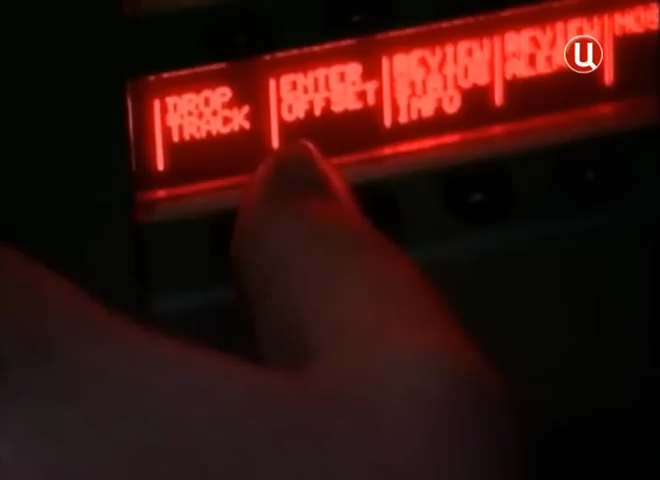 DROP
TRACK
ENTER
OFFSET
REVIEW
STATUS
INFO
REVIEW
Ц